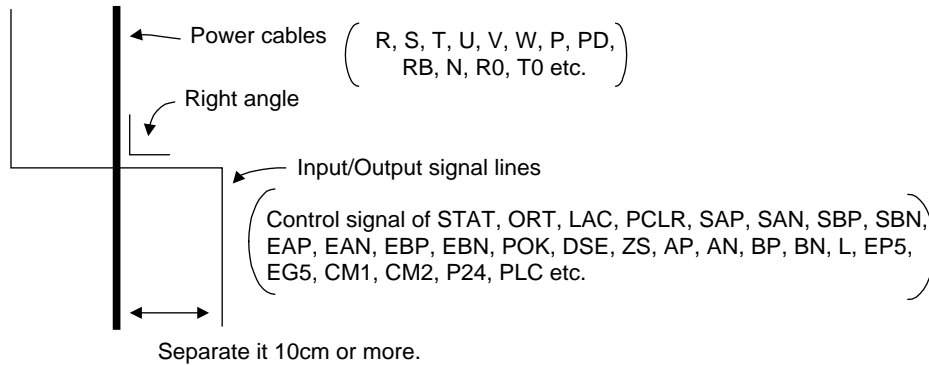 Power cables
R, S, T, U, V, W, P, PD,
RB, N, R0, T0 etc.
Right angle
Input/Output signal lines
Control signal of STAT, ORT, LAC, PCLR, SAP, SAN, SBP, SBN,
EAP, EAN, EBP, EBN, POK, DSE, ZS, AP, AN, BP, BN, L, EP5,
EG5, CM1, CM2, P24, PLC etc.
Separate it 10cm or more.